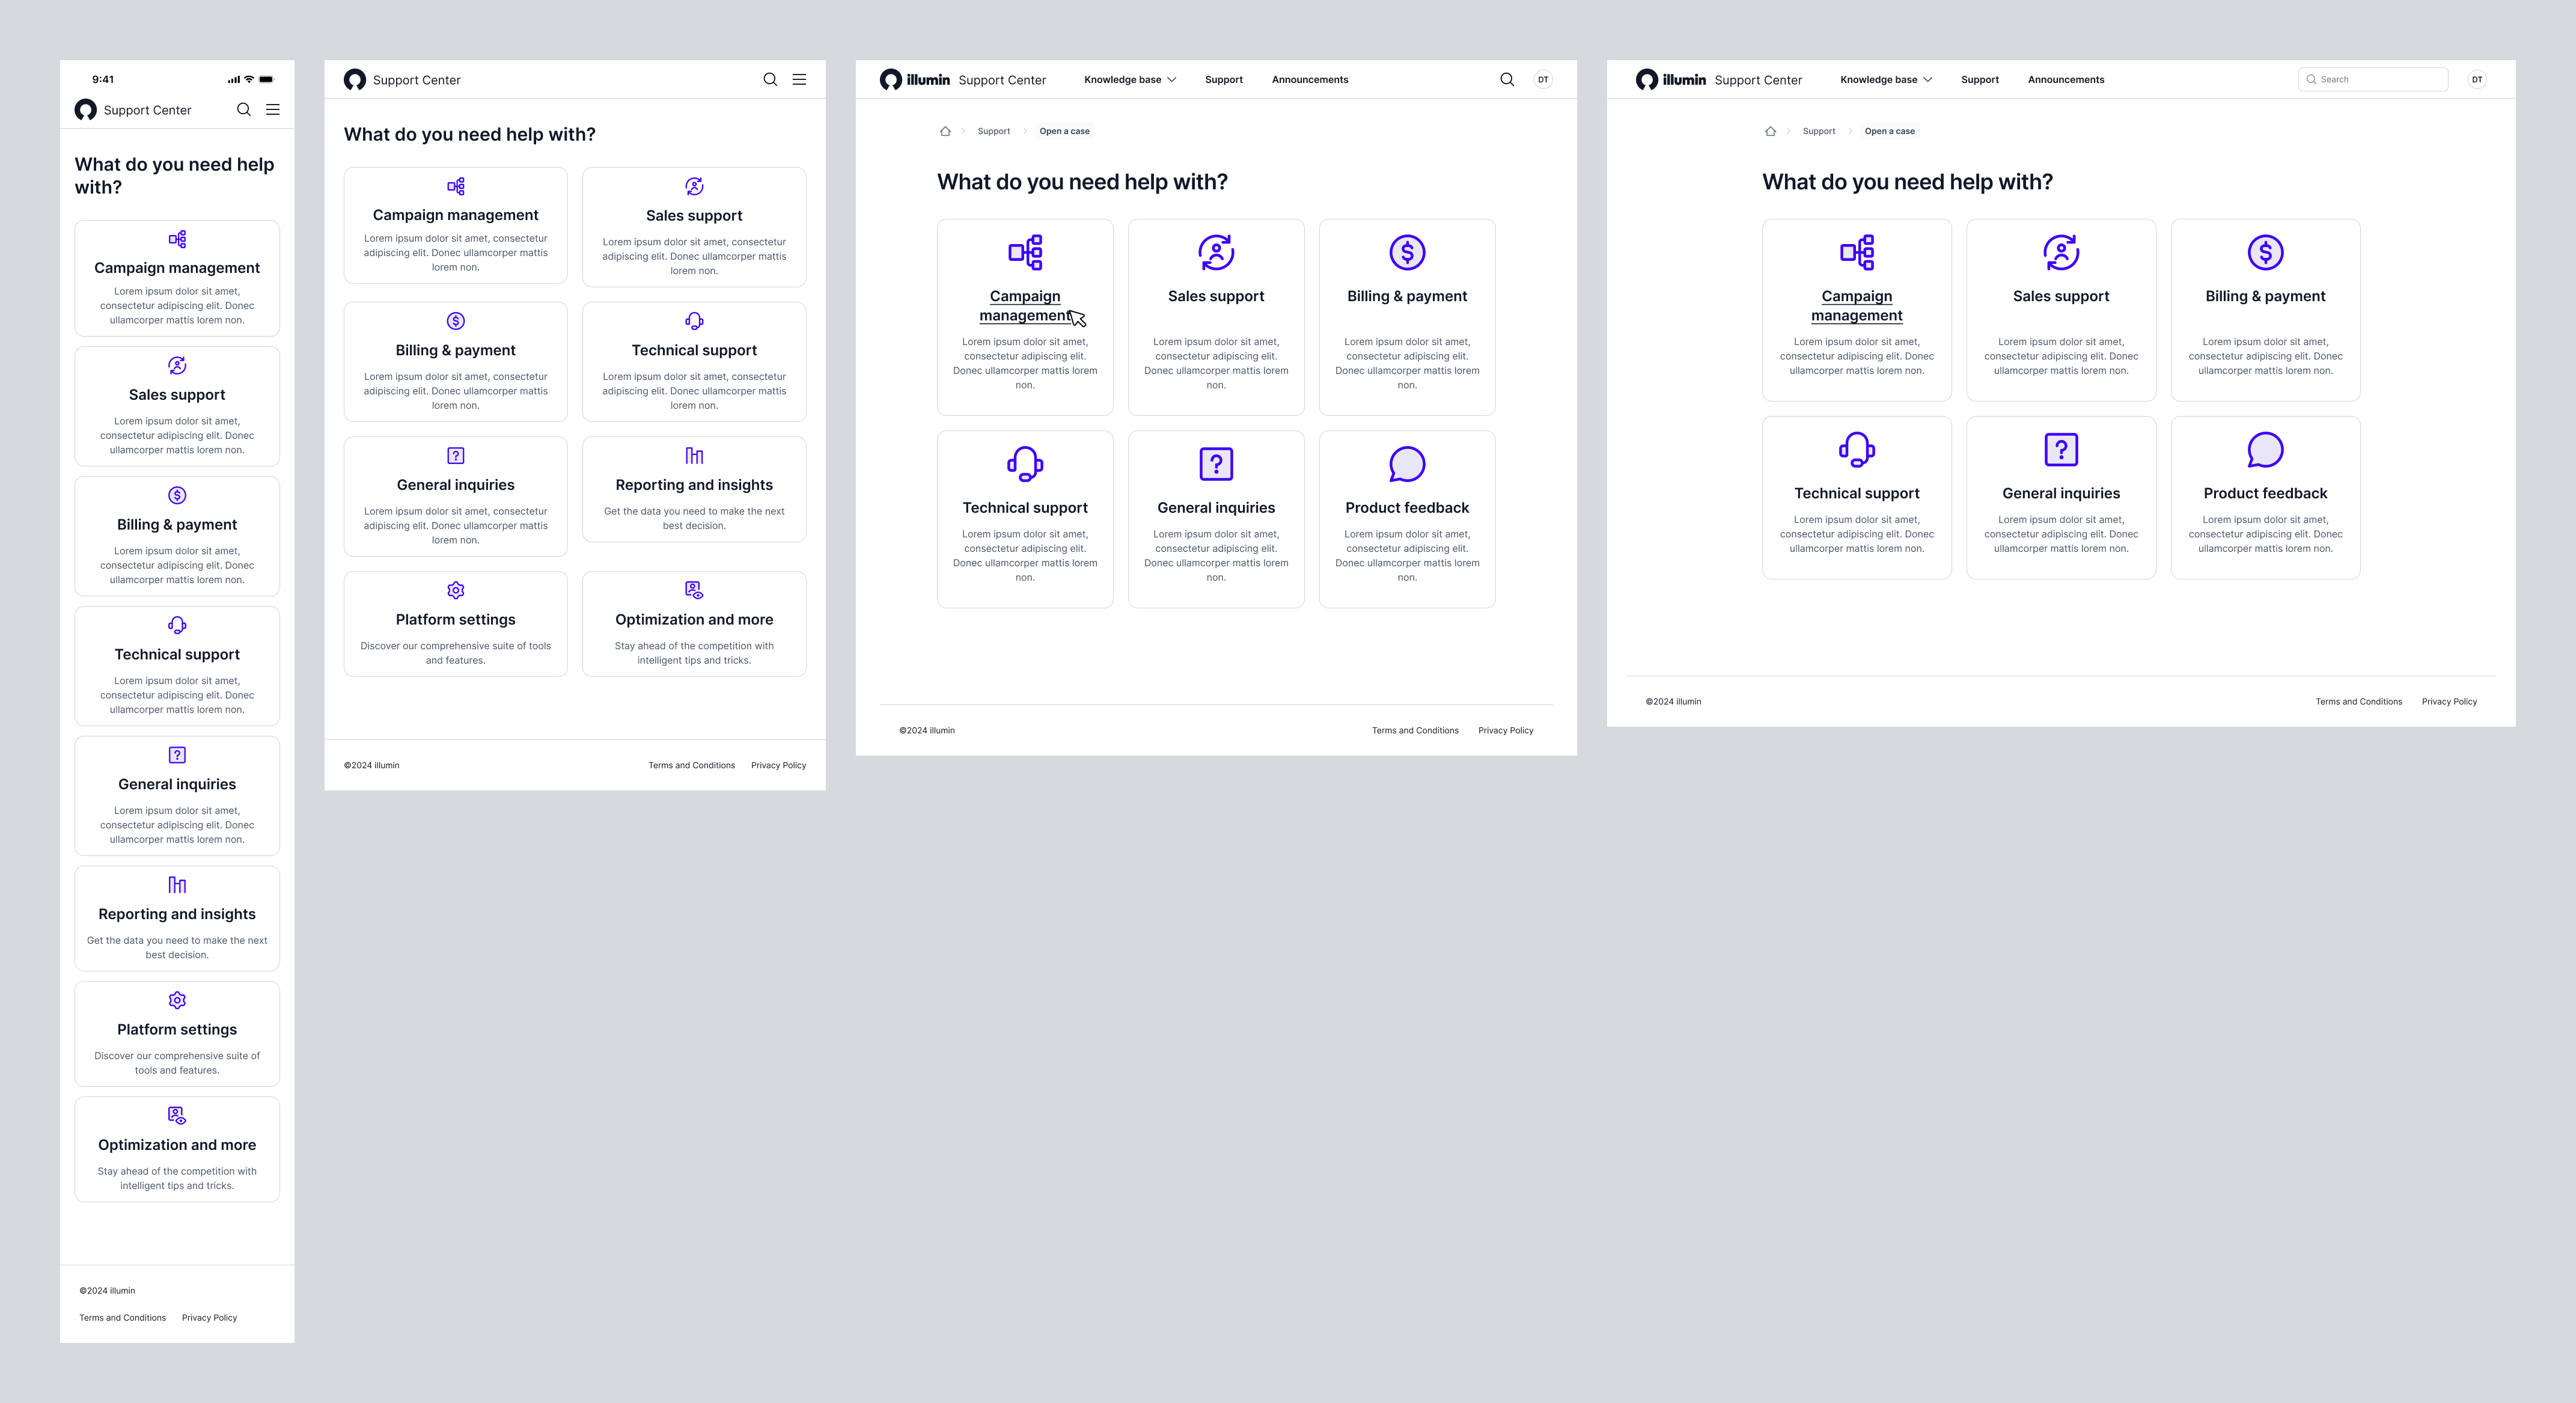 9:41
Support Center
What do you need help
with?
Campaign management
Lorem ipsum dolor sit amet,
consectetur adipiscing elit. Donec
ullamcorper mattis lorem non.
Sales support
Lorem ipsum dolor sit amet,
consectetur adipiscing elit. Donec
ullamcorper mattis lorem non.
Billing & payment
Lorem ipsum dolor sit amet,
consectetur adipiscing elit. Donec
ullamcorper mattis lorem non.
Technical support
Lorem ipsum dolor sit amet,
consectetur adipiscing elit. Donec
ullamcorper mattis lorem non.
General inquiries
Lorem ipsum dolor sit amet,
consectetur adipiscing elit. Donec
ullamcorper mattis lorem non.
Reporting and insights
Get the data you need to make the next
best decision.
Platform settings
Discover our comprehensive suite of
tools and features.
Optimization and more
Stay ahead of the competition with
intelligent tips and tricks.
©2024 illumin
Terms and Conditions Privacy Policy
Support Center
What do you need help with?
Campaign management
Lorem ipsum dolor sit amet, consectetur
adipiscing elit. Donec ullamcorper mattis
lorem non.
Sales support
Lorem ipsum dolor sit amet, consectetur
adipiscing elit. Donec ullamcorper mattis
lorem non.
Billing & payment
Lorem ipsum dolor sit amet, consectetur
adipiscing elit. Donec ullamcorper mattis
lorem non.
Technical support
Lorem ipsum dolor sit amet, consectetur
adipiscing elit. Donec ullamcorper mattis
lorem non.
General inquiries
Lorem ipsum dolor sit amet, consectetur
adipiscing elit. Donec ullamcorper mattis
lorem non.
Reporting and insights
Get the data you need to make the next
best decision.
Platform settings
Discover our comprehensive suite of tools
and features.
Optimization and more
Stay ahead of the competition with
intelligent tips and tricks.
©2024 illumin Terms and Conditions Privacy Policy
illumin Support Center Knowledge base Support Announcements DT
Support Open a case
What do you need help with?
Campaign
management
Lorem ipsum dolor sit amet,
consectetur adipiscing elit.
Donec ullamcorper mattis lorem
non.
Sales support
Lorem ipsum dolor sit amet,
consectetur adipiscing elit.
Donec ullamcorper mattis lorem
non.
Billing & payment
Lorem ipsum dolor sit amet,
consectetur adipiscing elit.
Donec ullamcorper mattis lorem
non.
Technical support
Lorem ipsum dolor sit amet,
consectetur adipiscing elit.
Donec ullamcorper mattis lorem
non.
General inquiries
Lorem ipsum dolor sit amet,
consectetur adipiscing elit.
Donec ullamcorper mattis lorem
non.
Product feedback
Lorem ipsum dolor sit amet,
consectetur adipiscing elit.
Donec ullamcorper mattis lorem
non.
©2024 illumin Terms and Conditions Privacy Policy
illumin Support Center Knowledge base Support Announcements Search DT
Support Open a case
What do you need help with?
Campaign
management
Lorem ipsum dolor sit amet,
consectetur adipiscing elit. Donec
ullamcorper mattis lorem non.
Sales support
Lorem ipsum dolor sit amet,
consectetur adipiscing elit. Donec
ullamcorper mattis lorem non.
Billing & payment
Lorem ipsum dolor sit amet,
consectetur adipiscing elit. Donec
ullamcorper mattis lorem non.
Technical support
Lorem ipsum dolor sit amet,
consectetur adipiscing elit. Donec
ullamcorper mattis lorem non.
General inquiries
Lorem ipsum dolor sit amet,
consectetur adipiscing elit. Donec
ullamcorper mattis lorem non.
Product feedback
Lorem ipsum dolor sit amet,
consectetur adipiscing elit. Donec
ullamcorper mattis lorem non.
©2024 illumin Terms and Conditions Privacy Policy